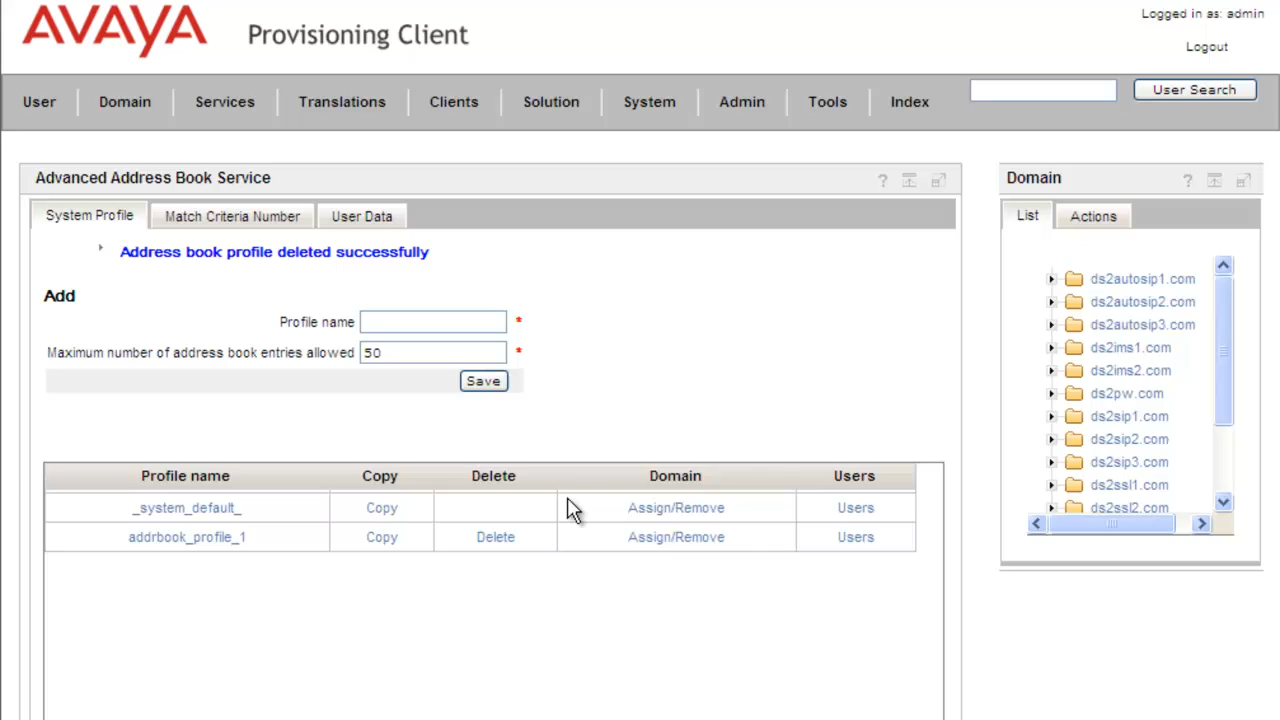 AVAYA Provisioning Client
Logged in as: admin
Logout
User Domain Services Translations Clients Solution System Admin Tools Index User Search
Advanced Address Book Service ?
System Profile Match Criteria Number User Data
Address book profile deleted successfully
Add
Profile name *
Maximum number of address book entries allowed 50 *
Save
Profile name Copy Delete Domain Users
_system_default_ Copy Assign/Remove Users
addrbook_profile_1 Copy Delete Assign/Remove Users
Domain ?
List Actions
ds2autosip1.com
ds2autosip2.com
ds2autosip3.com
ds2ims1.com
ds2ims2.com
ds2pw.com
ds2sip1.com
ds2sip2.com
ds2sip3.com
ds2ssl1.com
ds2ssl2.com